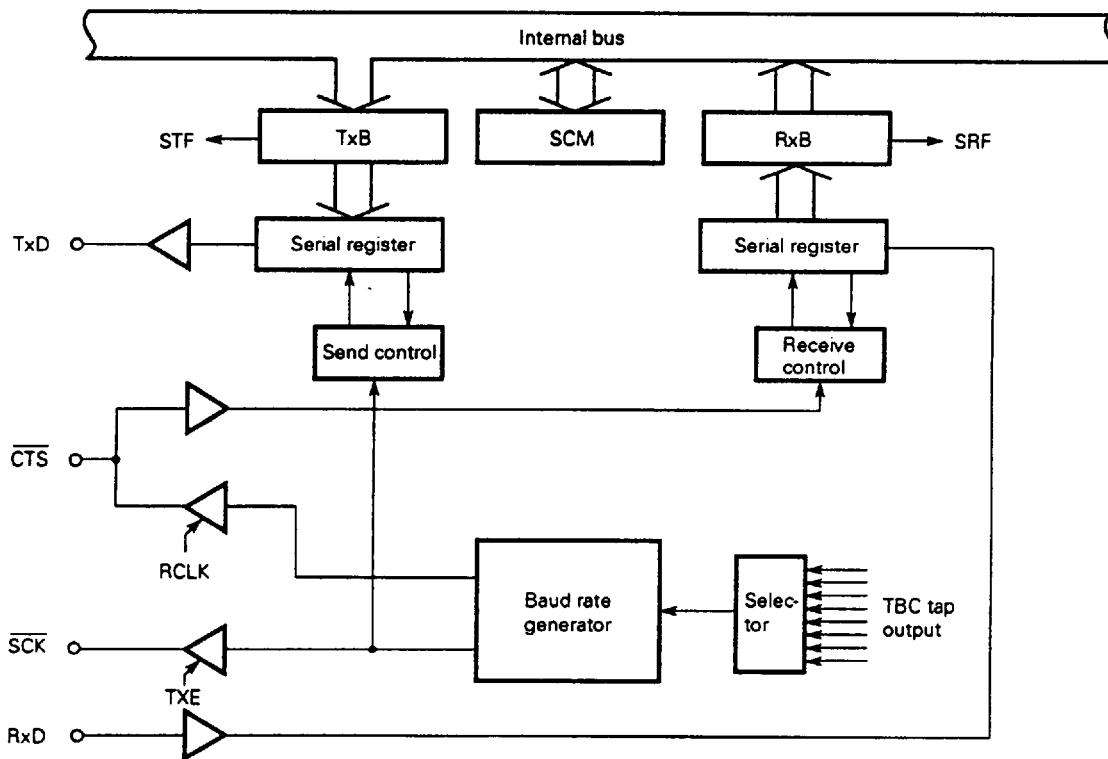 Internal bus
STF
TxB
SCM
RxB
SRF
TxD
Serial register
Serial register
Send control
Receive
control
CTS
RCLK
Baud rate
generator
Selec-
tor
TBC tap
output
SCK
TXE
RxD